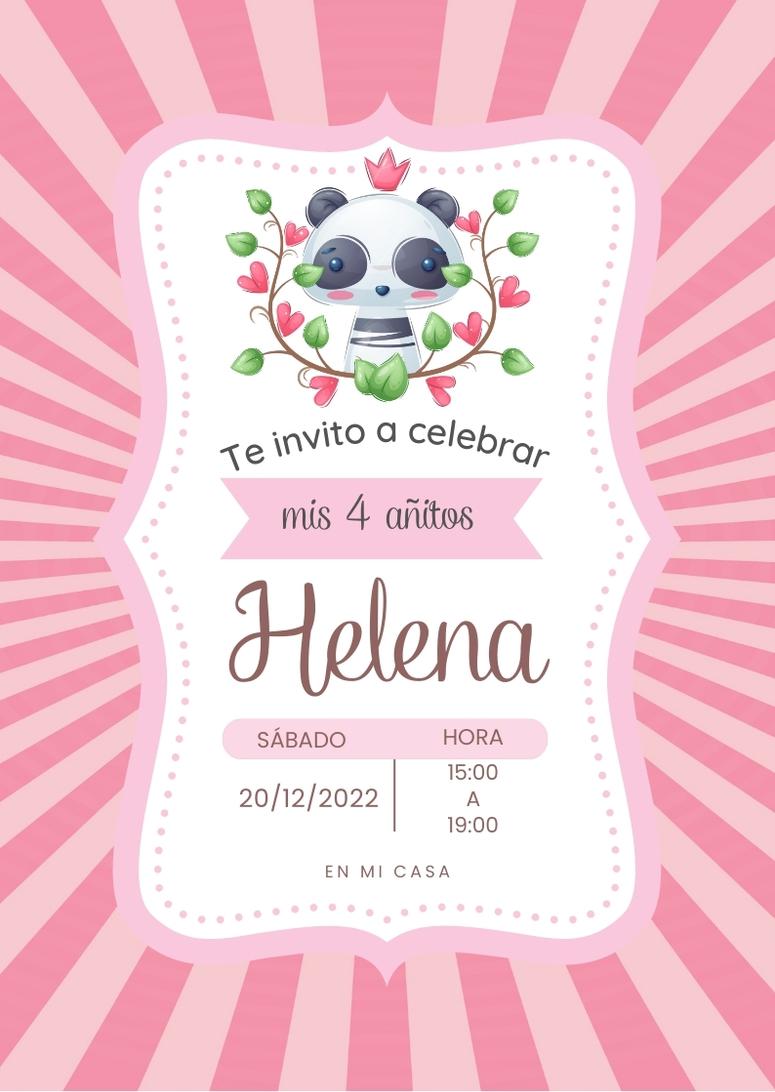 Te invito a celebrar
mis 4 añitos
Helena
SÁBADO
20/12/2022
HORA
15:00
A
19:00
EN MI CASA